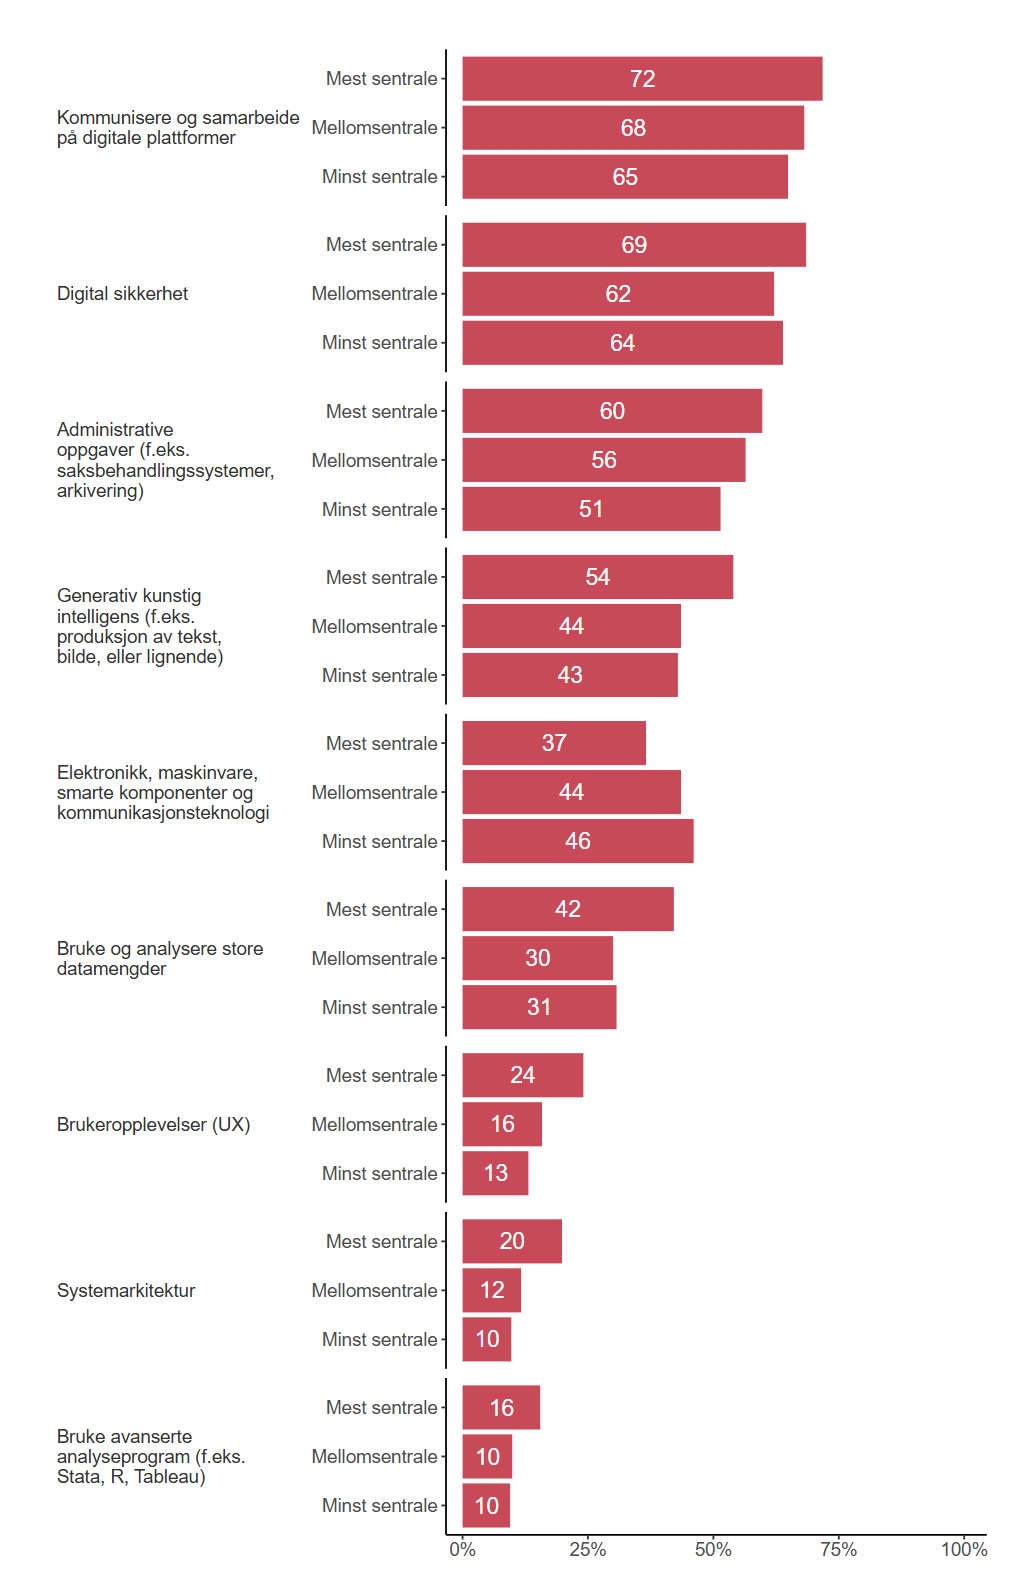 Mest sentrale
72
Kommunisere og samarbeide
på digitale plattformer
Mellomsentrale
68
Minst sentrale
65
Mest sentrale
69
Digital sikkerhet
Mellomsentrale
62
Minst sentrale
64
Mest sentrale
60
Administrative
oppgaver (f.eks.
saksbehandlingssystemer,
arkivering)
Mellomsentrale
56
Minst sentrale
51
Mest sentrale
54
Generativ kunstig
intelligens (f.eks.
produksjon av tekst,
bilde, eller lignende)
Mellomsentrale
44
Minst sentrale
43
Mest sentrale
37
Elektronikk, maskinvare,
smarte komponenter og
kommunikasjonsteknologi
Mellomsentrale
44
Minst sentrale
46
Mest sentrale
42
Bruke og analysere store
datamengder
Mellomsentrale
30
Minst sentrale
31
Mest sentrale
24
Brukeropplevelser (UX)
Mellomsentrale
16
Minst sentrale
13
Mest sentrale
20
Systemarkitektur
Mellomsentrale
12
Minst sentrale
10
Mest sentrale
16
Bruke avanserte
analyseprogram (f.eks.
Stata, R, Tableau)
Mellomsentrale
10
Minst sentrale
10
0% 25% 50% 75% 100%